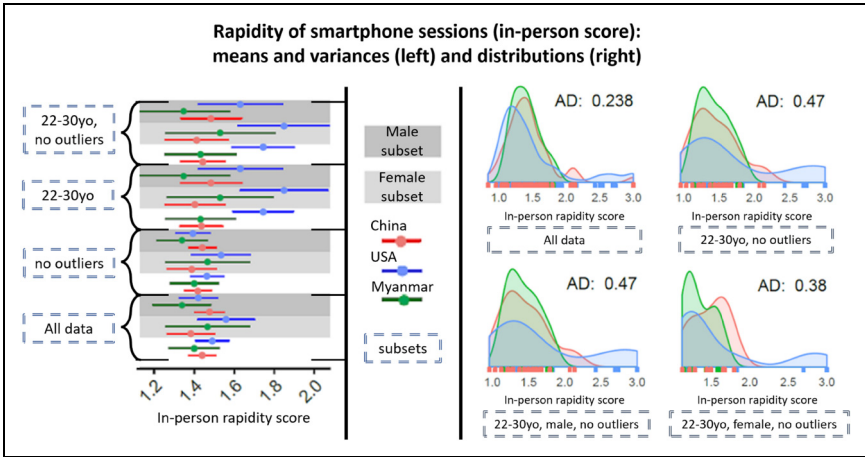 Rapidity of smartphone sessions (in-person score):
means and variances (left) and distributions (right)
22-30yo,
no outliers
22-30yo
no outliers
All data
1.2 1.4 1.6 1.8 2.0
In-person rapidity score
Male
subset
Female
subset
China
USA
Myanmar
subsets
AD: 0.238
1.0 1.5 2.0 2.5 3.0
In-person rapidity score
All data
AD: 0.47
1.0 1.5 2.0 2.5 3.0
In-person rapidity score
22-30yo, no outliers
AD: 0.47
1.0 1.5 2.0 2.5 3.0
In-person rapidity score
22-30yo, male, no outliers
AD: 0.38
1.5 2.0 2.5 3.0
In-person rapidity score
22-30yo, female, no outliers